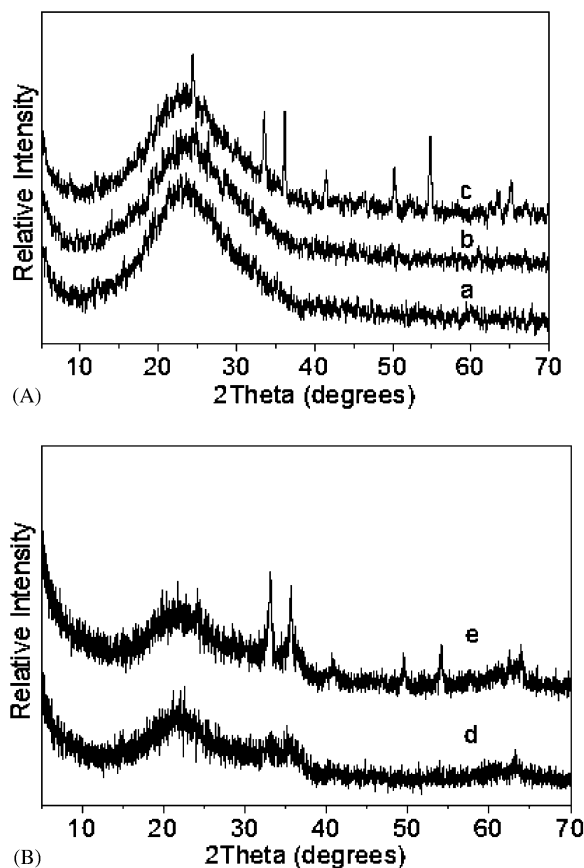 Relative Intensity
c
b
a
10 20 30 40 50 60 70
2Theta (degrees)
(A)
Relative Intensity
e
d
10 20 30 40 50 60 70
2Theta (degrees)
(B)